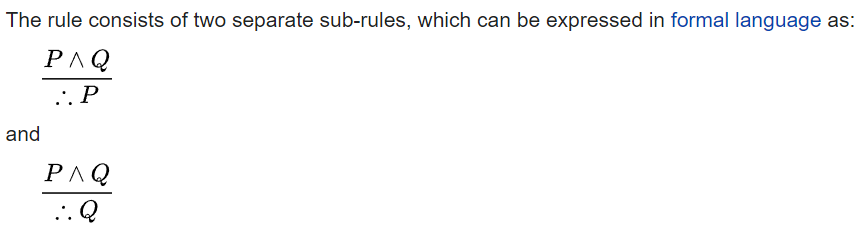 The rule consists of two separate sub-rules, which can be expressed in formal language as:
P ∧ Q
∴ P
and
P ∧ Q
∴ Q